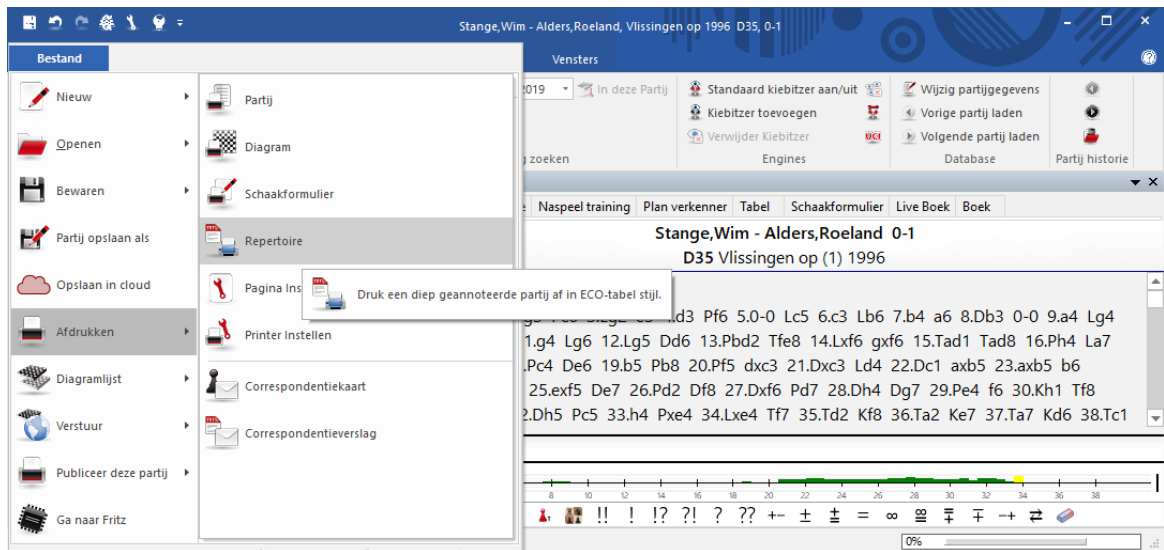 Stange,Wim - Alders,Roeland, Vlissingen op 1996 D35, 0-1
Bestand
Vensters
Nieuw
Openen
Bewaren
Partij opslaan als
Opslaan in cloud
Afdrukken
Diagramlijst
Verstuur
Publiceer deze partij
Ga naar Fritz
Partij
Diagram
Schaakformulier
Repertoire
Pagina Ins
Printer Instellen
Correspondentiekaart
Correspondentieverslag
Druk een diep geannoteerde partij af in ECO-tabel stijl.
2019 In deze Partij
zoeken
Standaard kiebitzer aan/uit
Kiebitzer toevoegen
Verwijder Kiebitzer
UCI
Engines
Wijzig partijgegevens
Vorige partij laden
Volgende partij laden
Database
Partij historie
Naspeel training Plan verkenner Tabel Schaakformulier Live Boek Boek
Stange,Wim - Alders,Roeland 0-1
D35 Vlissingen op (1) 1996
d3 Pf6 5.0-0 Lc5 6.c3 Lb6 7.b4 a6 8.Db3 0-0 9.a4 Lg4
1.g4 Lg6 12.Lg5 Dd6 13.Pbd2 Tfe8 14.Lxf6 gxf6 15.Tad1 Tad8 16.Ph4 La7
.Pc4 De6 19.b5 Pb8 20.Pf5 dxc3 21.Dxc3 Ld4 22.Dc1 axb5 23.axb5 b6
25.exf5 De7 26.Pd2 Df8 27.Dxf6 Pd7 28.Dh4 Dg7 29.Pe4 f6 30.Kh1 Tf8
2.Dh5 Pc5 33.h4 Pxe4 34.Lxe4 Tf7 35.Td2 Kf8 36.Ta2 Ke7 37.Ta7 Kd6 38.Tc1
8 10 12 14 16 18 20 22 24 26 28 30 32 34 36 38
!! ! !? ?! ? ?? +− ± ⩲ = ∞ ⩱ ∓ −+ ⇄
0%